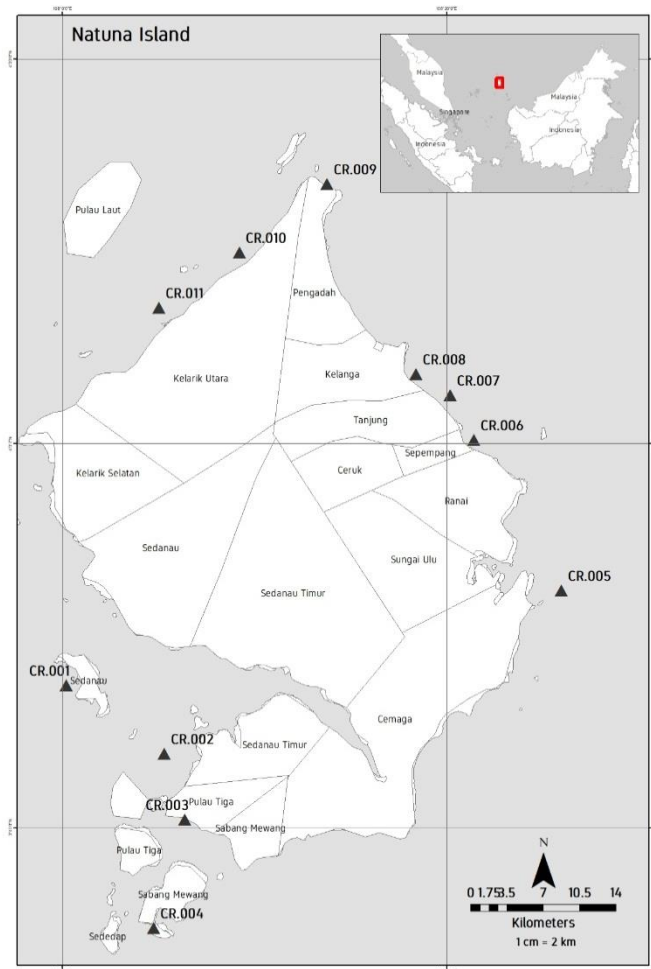 Natuna Island
Malaysia
Malaysia
Singapore
Indonesia
Indonesia
CR.009
Pulau Laut
CR.010
Pengadah
CR.011
Kelarik Utara
Kelanga
CR.008
CR.007
Tanjung
CR.006
Sepempang
Kelarik Selatan
Ceruk
Ranai
Sedanau
Sungai Ulu
CR.005
Sedanau Timur
CR.001
Sedanau
Cemaga
CR.002
Sedanau Timur
CR.003
Pulau Tiga
Sabang Mewang
Pulau Tiga
N
Sabang Mewang
0 1.75 3.5 7 10.5 14
CR.004
Kilometers
Sededap
1 cm = 2 km